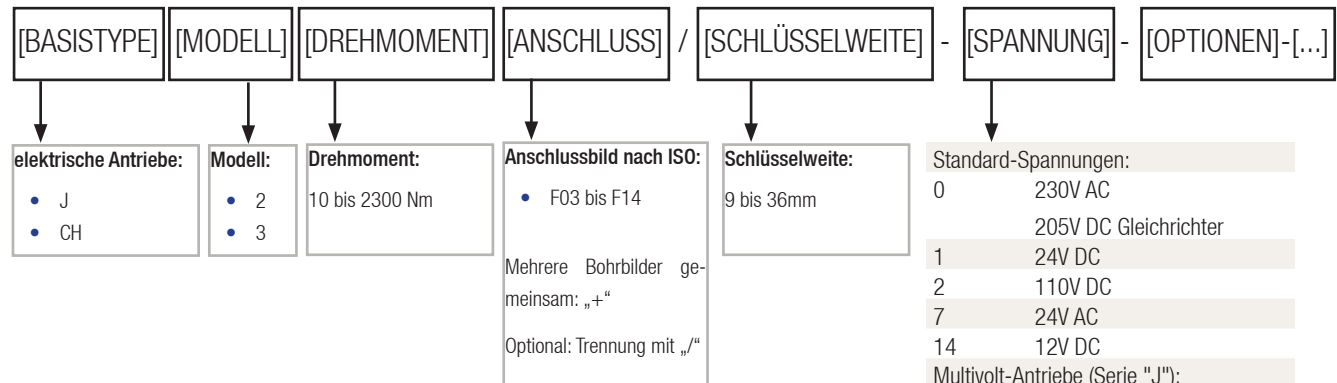 [BASISTYPE] [MODELL] [DREHMOMENT] [ANSCHLUSS] / [SCHLÜSSELWEITE] - [SPANNUNG] - [OPTIONEN]-[...]
elektrische Antriebe:
• J
• CH
Modell:
• 2
• 3
Drehmoment:
10 bis 2300 Nm
Anschlussbild nach ISO:
• F03 bis F14
Mehrere Bohrbilder ge-
meinsam: „+“
Optional: Trennung mit „/“
Schlüsselweite:
9 bis 36mm
Standard-Spannungen:
0 230V AC
205V DC Gleichrichter
1 24V DC
2 110V DC
7 24V AC
14 12V DC
Multivolt-Antriebe (Serie "J"):